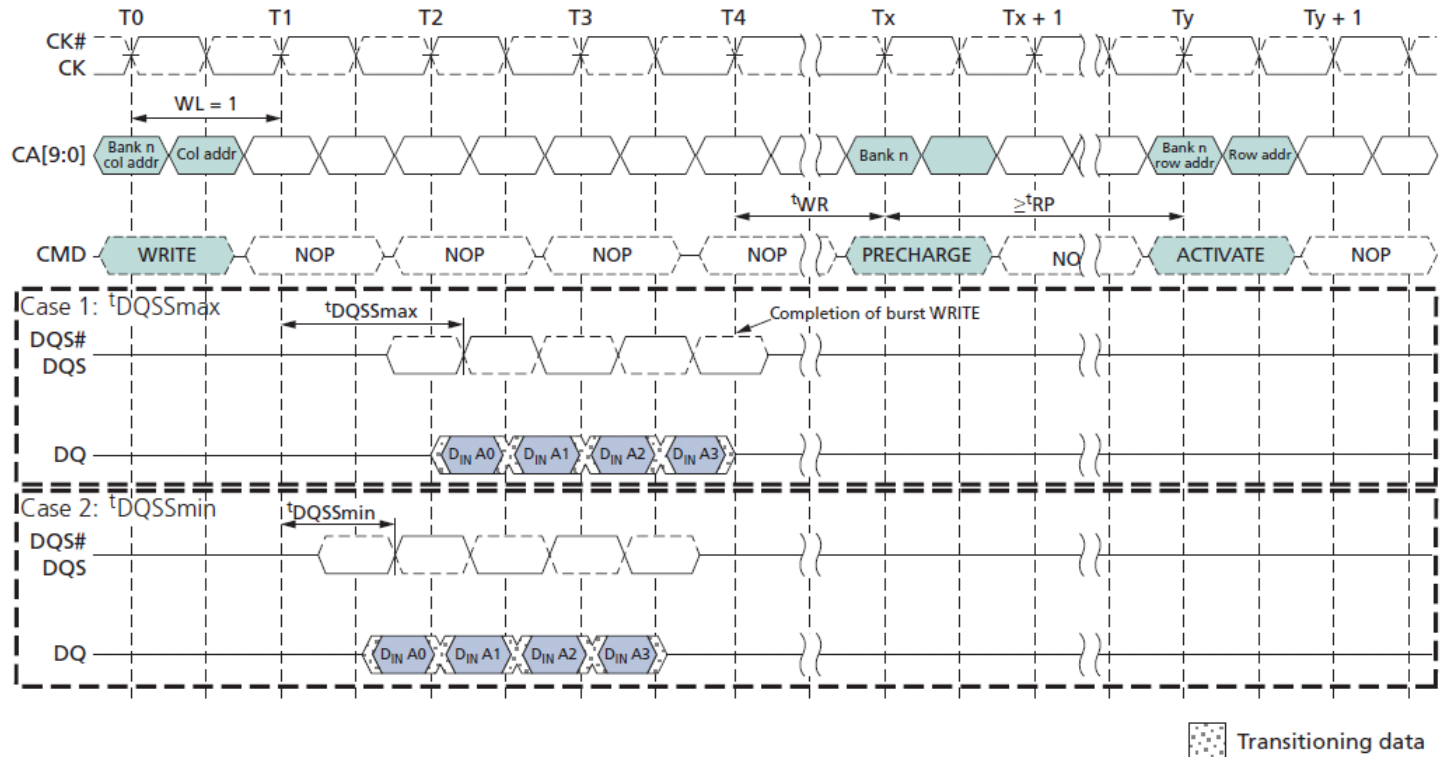 T0 T1 T2 T3 T4 Tx Tx + 1 Ty Ty + 1
CK#
CK
WL = 1
CA[9:0] Bank n col addr Col addr Bank n Bank n row addr Row addr
tWR ≥tRP
CMD WRITE NOP NOP NOP NOP PRECHARGE NO ACTIVATE NOP
Case 1: tDQSSmax
tDQSSmax
Completion of burst WRITE
DQS#
DQS
DQ DIN A0 DIN A1 DIN A2 DIN A3
Case 2: tDQSSmin
tDQSSmin
DQS#
DQS
DQ DIN A0 DIN A1 DIN A2 DIN A3
Transitioning data